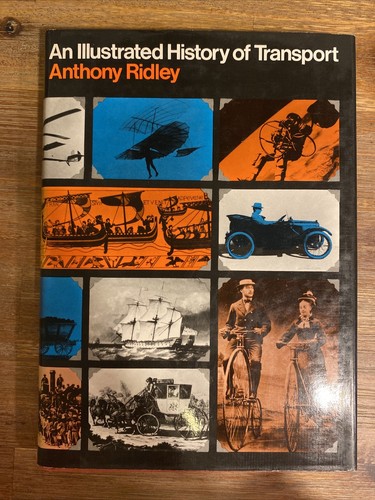 An Illustrated History of Transport
Anthony Ridley